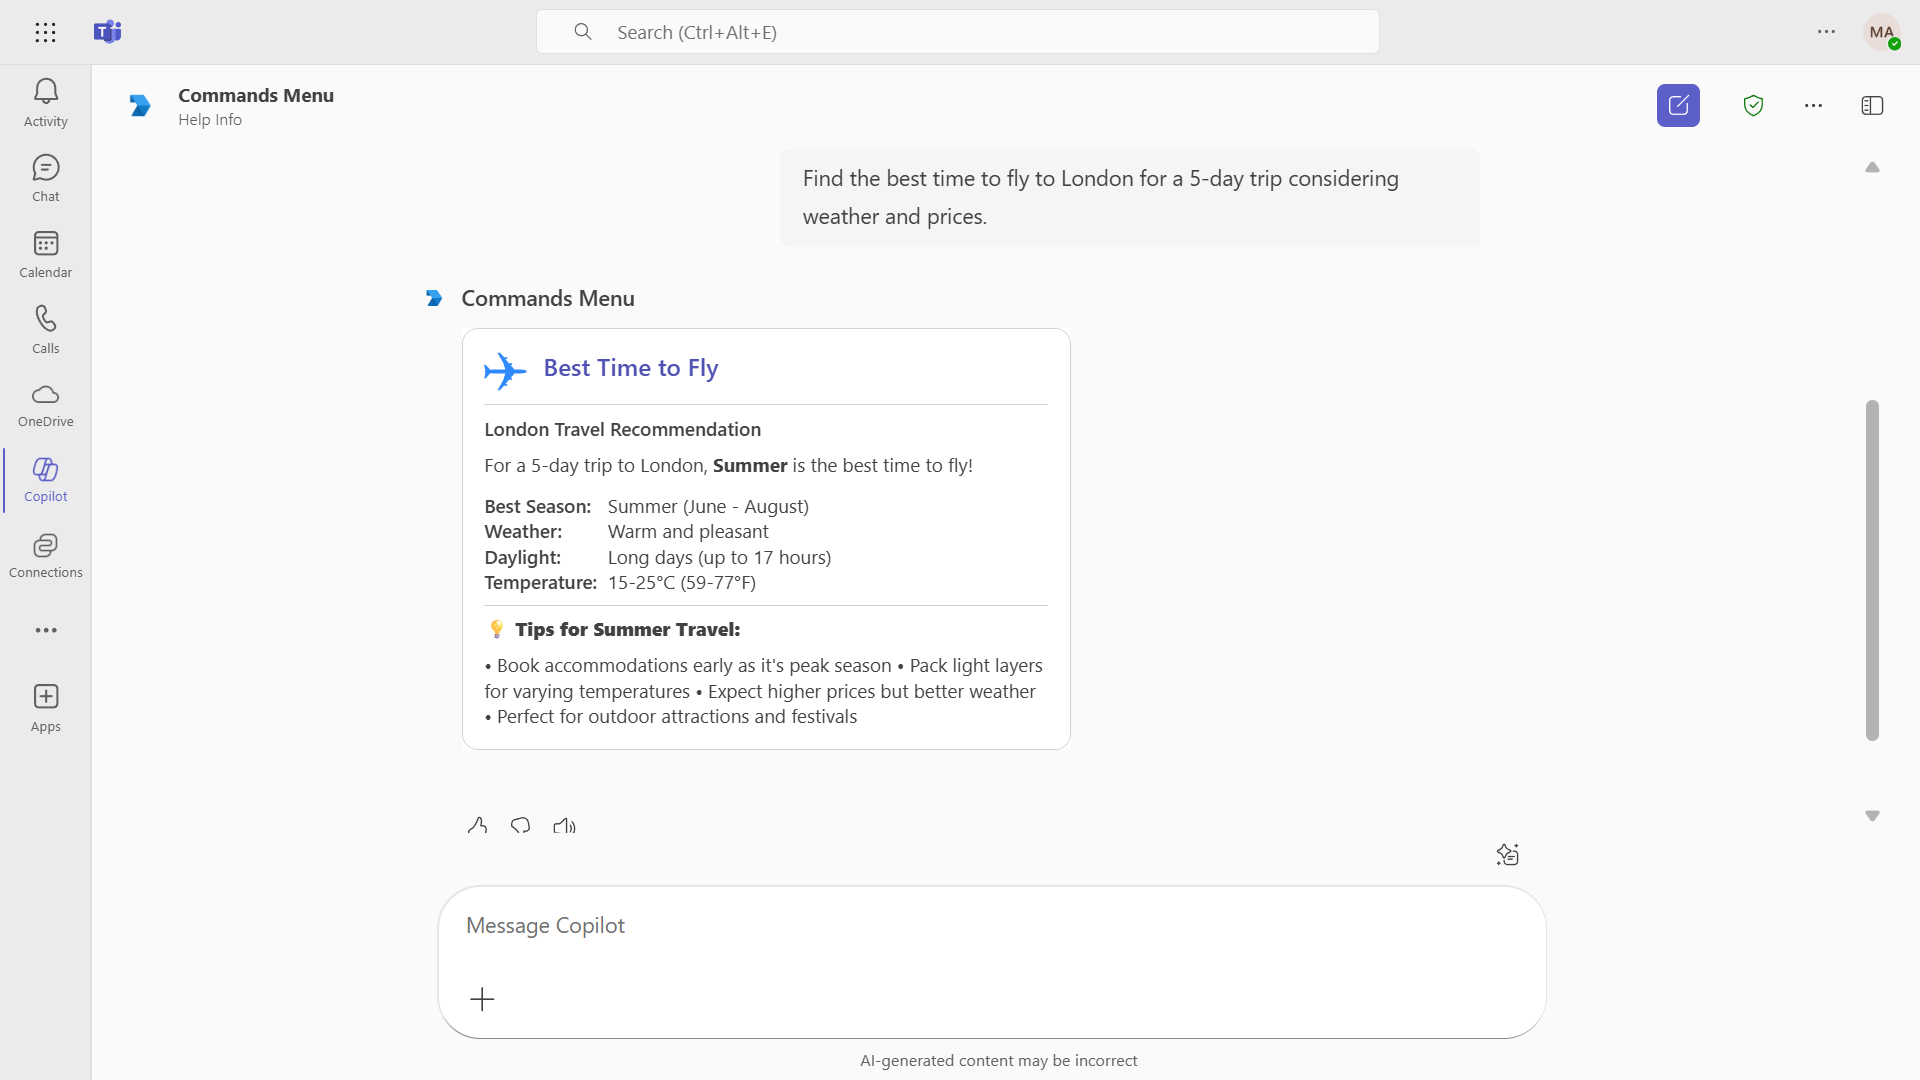 Search (Ctrl+Alt+E)
MA
Activity
Chat
Calendar
Calls
OneDrive
Copilot
Connections
Apps
Commands Menu
Help Info
Find the best time to fly to London for a 5-day trip considering
weather and prices.
Commands Menu
Best Time to Fly
London Travel Recommendation
For a 5-day trip to London, Summer is the best time to fly!
Best Season: Summer (June - August)
Weather: Warm and pleasant
Daylight: Long days (up to 17 hours)
Temperature: 15-25°C (59-77°F)
Tips for Summer Travel:
• Book accommodations early as it's peak season • Pack light layers
for varying temperatures • Expect higher prices but better weather
• Perfect for outdoor attractions and festivals
Message Copilot
AI-generated content may be incorrect